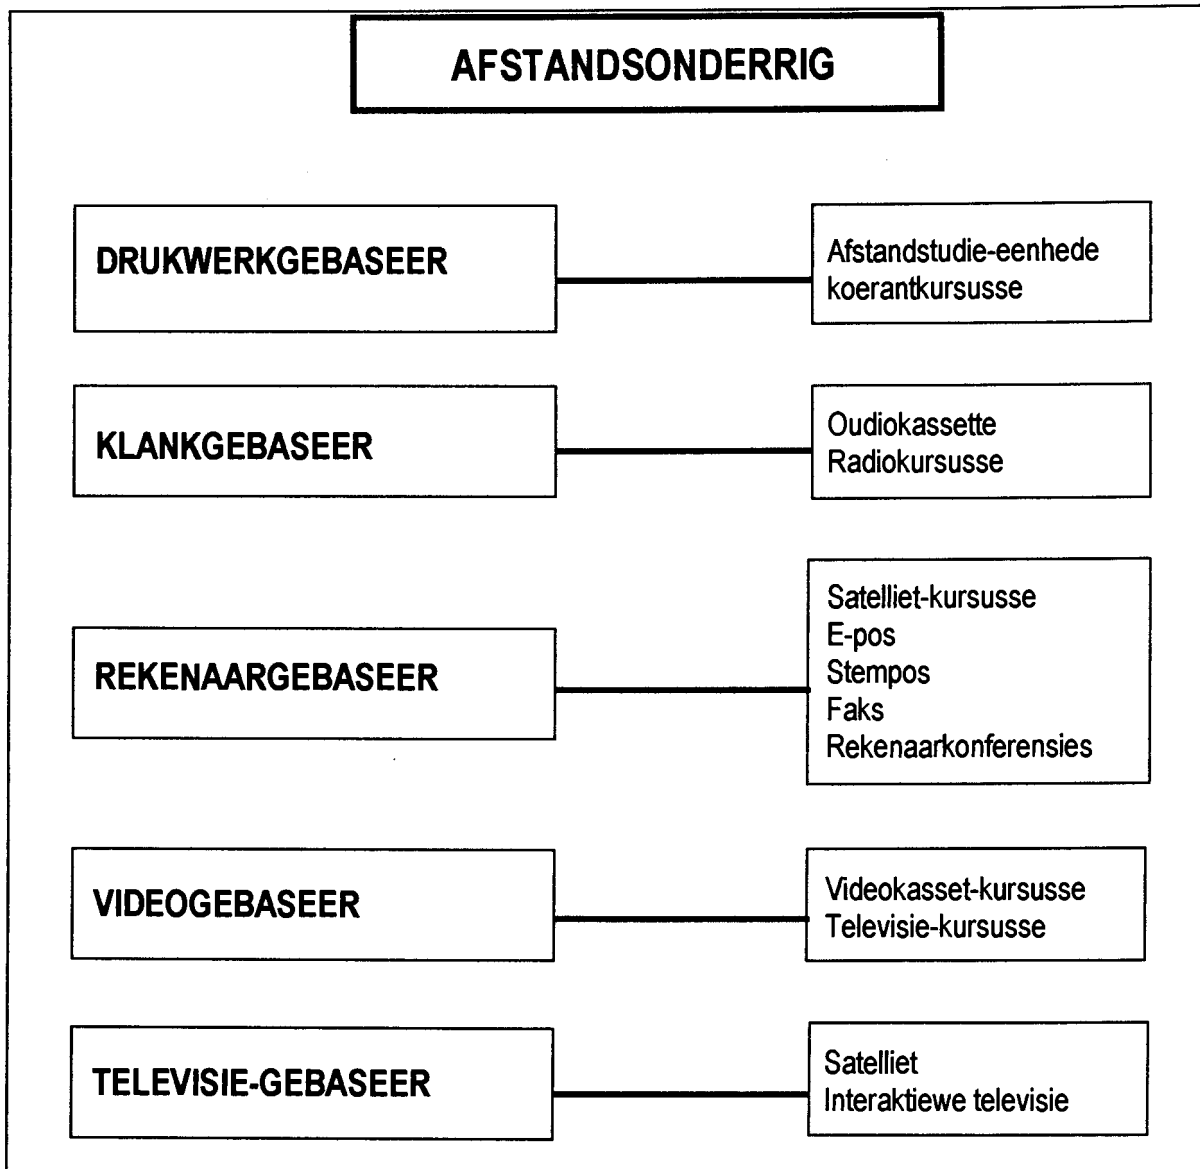 AFSTANDSONDERRIG
DRUKWERKGEBASEER
Afstandstudie-eenhede
koerantkursusse
KLANKGEBASEER
Oudiokassette
Radiokursusse
REKENAARGEBASEER
Satelliet-kursusse
E-pos
Stempos
Faks
Rekenaarkonferensies
VIDEOGEBASEER
Videokasset-kursusse
Televisie-kursusse
TELEVISIE-GEBASEER
Satelliet
Interaktiewe televisie